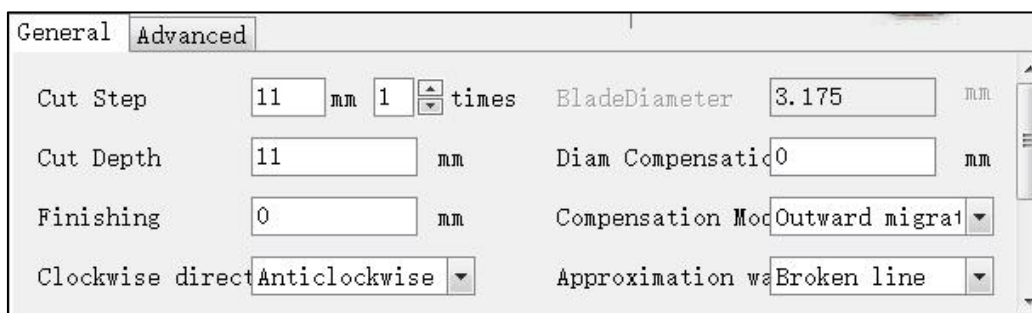 General Advanced
Cut Step 11 mm 1 times BladeDiameter 3.175 mm
Cut Depth 11 mm Diam Compensatic 0 mm
Finishing 0 mm Compensation Moc Outward migrat
Clockwise direct Anticlockwise Approximation wa Broken line